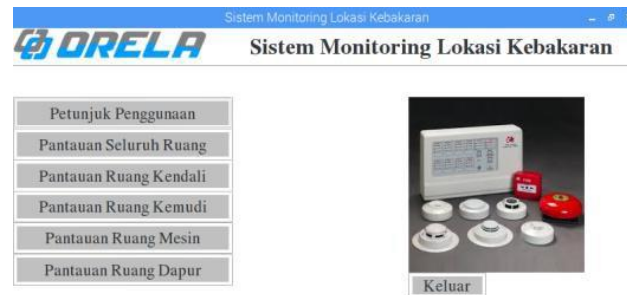 Sistem Monitoring Lokasi Kebakaran
ORELA
Sistem Monitoring Lokasi Kebakaran
Petunjuk Penggunaan
Pantauan Seluruh Ruang
Pantauan Ruang Kendali
Pantauan Ruang Kemudi
Pantauan Ruang Mesin
Pantauan Ruang Dapur
Keluar